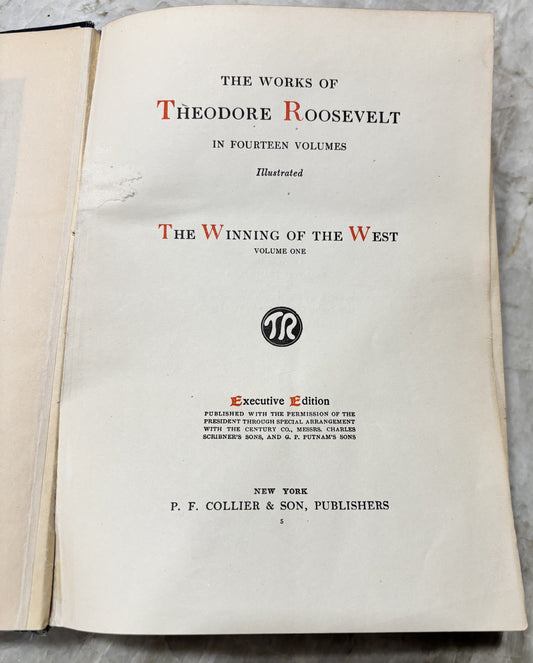 THE WORKS OF
THEODORE ROOSEVELT
IN FOURTEEN VOLUMES
Illustrated
THE WINNING OF THE WEST
VOLUME ONE
TR
Executive Edition
PUBLISHED WITH THE PERMISSION OF THE
PRESIDENT THROUGH SPECIAL ARRANGEMENT
WITH THE CENTURY CO., MESSRS. CHARLES
SCRIBNER'S SONS, AND G. P. PUTNAM'S SONS
NEW YORK
P. F. COLLIER & SON, PUBLISHERS
5